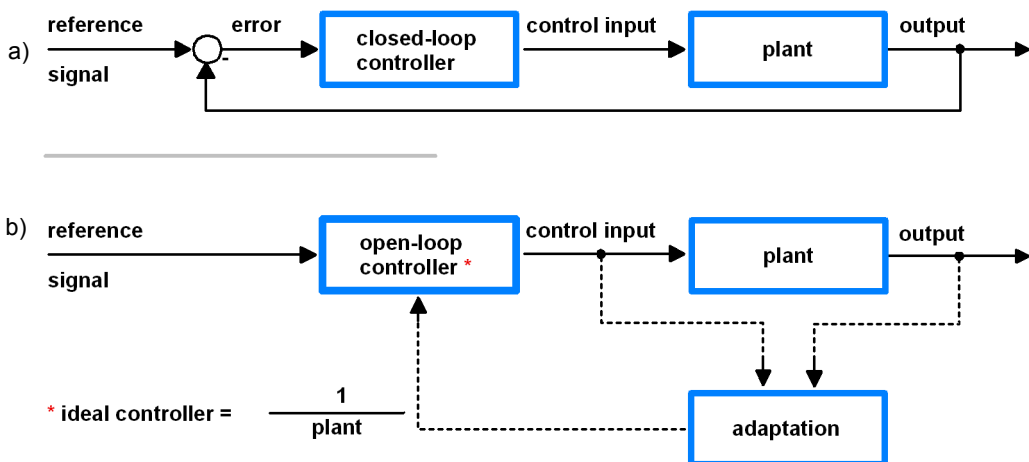 a)
reference
signal
error
-
closed-loop
controller
control input
plant
output
b)
reference
signal
open-loop
controller *
control input
plant
output
* ideal controller =
1
plant
adaptation